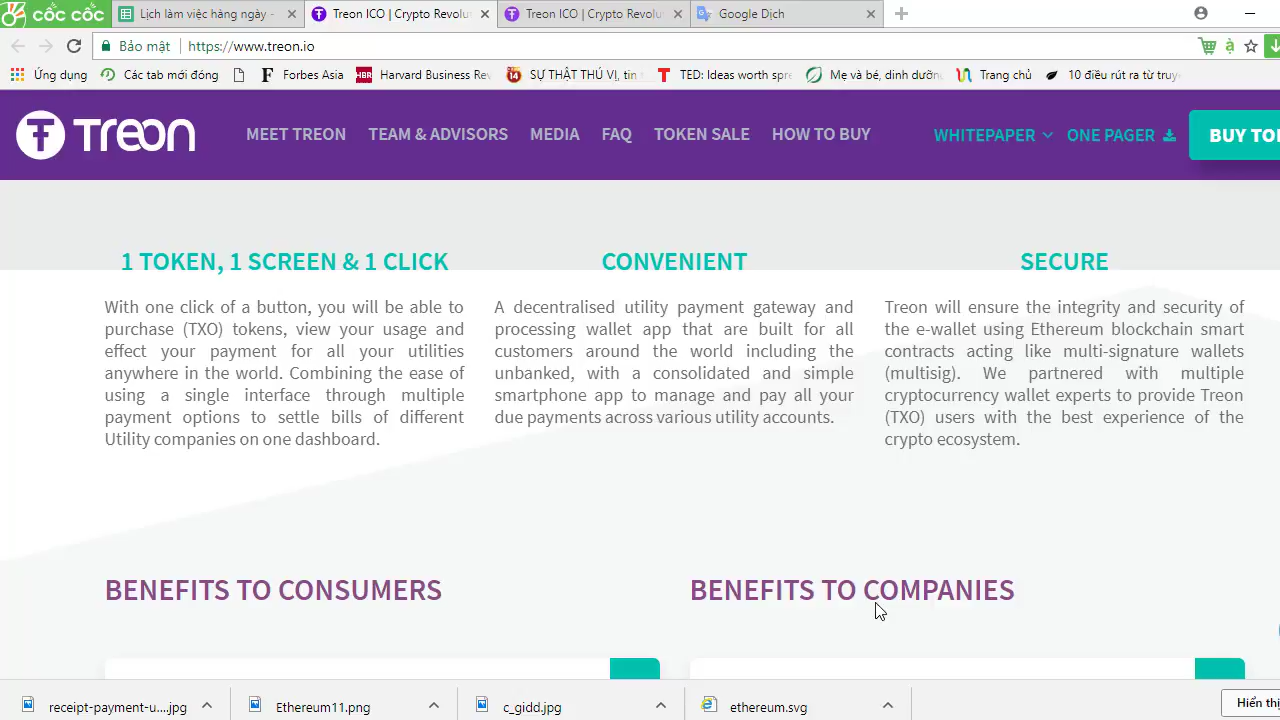 cốc cốc
Lịch làm việc hằng ngày -
Treon ICO | Crypto Revolu
Treon ICO | Crypto Revolu
Google Dịch
Bảo mật
https://www.treon.io
Ứng dụng
Các tab mới đóng
Forbes Asia
HBR
Harvard Business Rev
14
SỰ THẬT THÚ VỊ, tin
TED: Ideas worth spre
Mẹ và bé, dinh dưỡng
Trang chủ
10 điều rút ra từ truy
Treon
MEET TREON
TEAM & ADVISORS
MEDIA
FAQ
TOKEN SALE
HOW TO BUY
WHITEPAPER
ONE PAGER
BUY TO
1 TOKEN, 1 SCREEN & 1 CLICK
With one click of a button, you will be able to
purchase (TXO) tokens, view your usage and
effect your payment for all your utilities
anywhere in the world. Combining the ease of
using a single interface through multiple
payment options to settle bills of different
Utility companies on one dashboard.
CONVENIENT
A decentralised utility payment gateway and
processing wallet app that are built for all
customers around the world including the
unbanked, with a consolidated and simple
smartphone app to manage and pay all your
due payments across various utility accounts.
SECURE
Treon will ensure the integrity and security of
the e-wallet using Ethereum blockchain smart
contracts acting like multi-signature wallets
(multisig). We partnered with multiple
cryptocurrency wallet experts to provide Treon
(TXO) users with the best experience of the
crypto ecosystem.
BENEFITS TO CONSUMERS
BENEFITS TO COMPANIES
receipt-payment-u....jpg
Ethereum11.png
c_gidd.jpg
ethereum.svg
Hiển thị